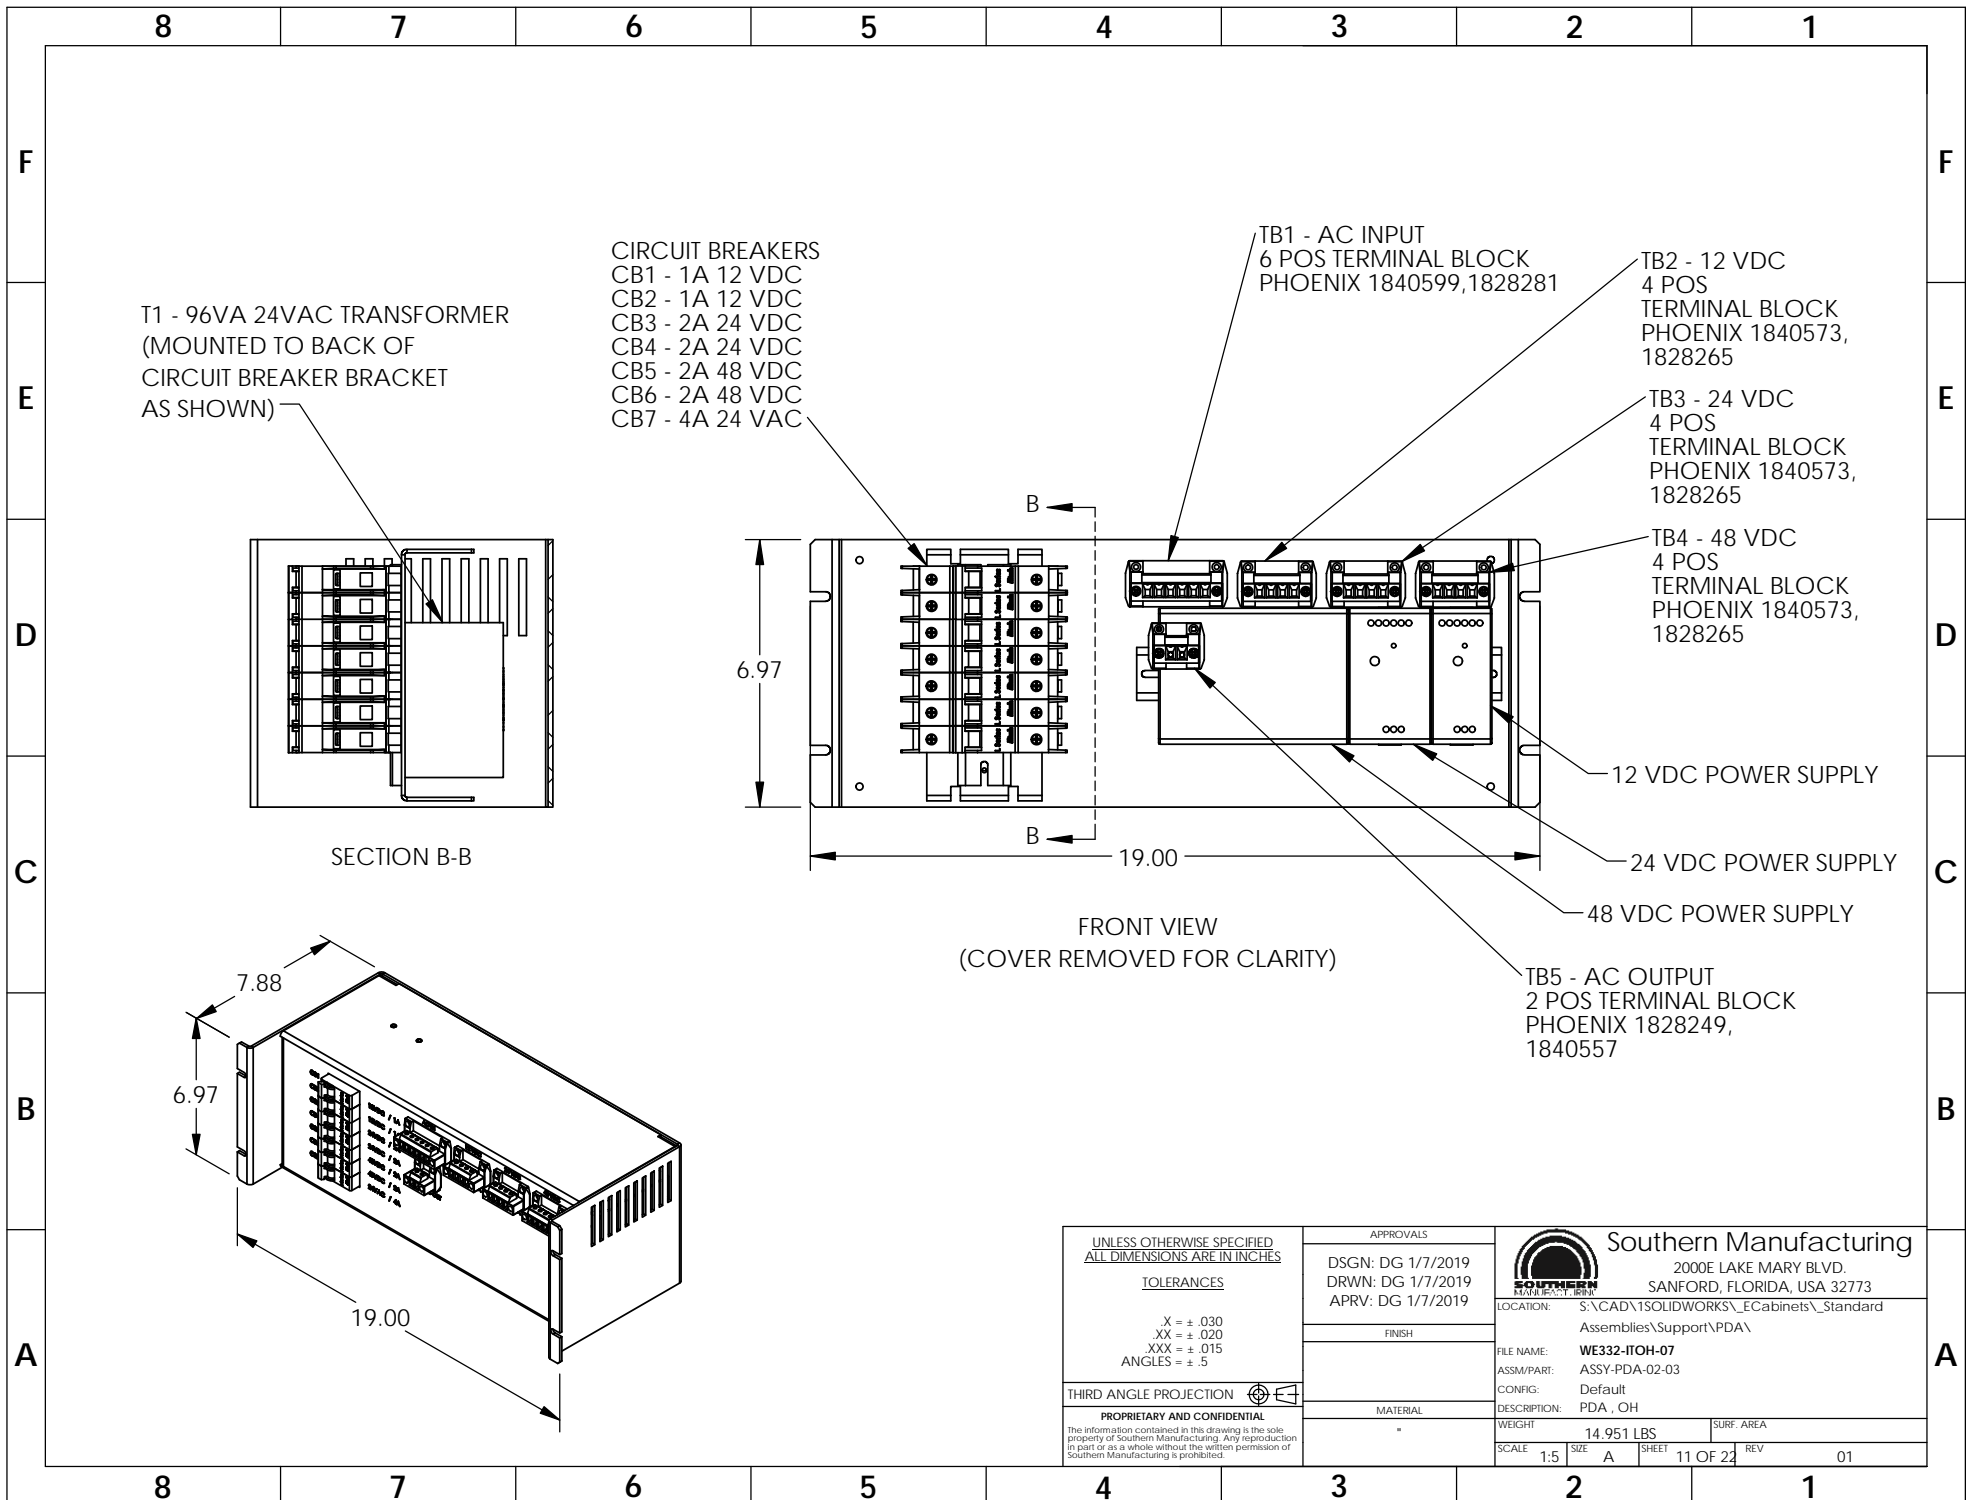 8 7 6 5 4 3 2 1
F
F
E
E
D
D
C
C
B
B
A
A
T1 - 96VA 24VAC TRANSFORMER
(MOUNTED TO BACK OF
CIRCUIT BREAKER BRACKET
AS SHOWN)
CIRCUIT BREAKERS
CB1 - 1A 12 VDC
CB2 - 1A 12 VDC
CB3 - 2A 24 VDC
CB4 - 2A 24 VDC
CB5 - 2A 48 VDC
CB6 - 2A 48 VDC
CB7 - 4A 24 VAC
TB1 - AC INPUT
6 POS TERMINAL BLOCK
PHOENIX 1840599,1828281
TB2 - 12 VDC
4 POS
TERMINAL BLOCK
PHOENIX 1840573,
1828265
TB3 - 24 VDC
4 POS
TERMINAL BLOCK
PHOENIX 1840573,
1828265
TB4 - 48 VDC
4 POS
TERMINAL BLOCK
PHOENIX 1840573,
1828265
B
B
6.97
19.00
SECTION B-B
12 VDC POWER SUPPLY
24 VDC POWER SUPPLY
48 VDC POWER SUPPLY
FRONT VIEW
(COVER REMOVED FOR CLARITY)
TB5 - AC OUTPUT
2 POS TERMINAL BLOCK
PHOENIX 1828249,
1840557
7.88
6.97
19.00
UNLESS OTHERWISE SPECIFIED
ALL DIMENSIONS ARE IN INCHES
TOLERANCES
.X = ± .030
.XX = ± .020
.XXX = ± .015
ANGLES = ± .5
THIRD ANGLE PROJECTION
PROPRIETARY AND CONFIDENTIAL
The information contained in this drawing is the sole
property of Southern Manufacturing. Any reproduction
in part or as a whole without the written permission of
Southern Manufacturing is prohibited.
APPROVALS
DSGN: DG 1/7/2019
DRWN: DG 1/7/2019
APRV: DG 1/7/2019
FINISH
MATERIAL
"
SOUTHERN
MANUFACTURING
Southern Manufacturing
2000E LAKE MARY BLVD.
SANFORD, FLORIDA, USA 32773
LOCATION: S:\CAD\1SOLIDWORKS\_ECabinets\_Standard
Assemblies\Support\PDA\
FILE NAME: WE332-ITOH-07
ASSM/PART: ASSY-PDA-02-03
CONFIG: Default
DESCRIPTION: PDA , OH
WEIGHT 14.951 LBS SURF. AREA
SCALE 1:5 SIZE A SHEET 11 OF 22 REV 01
8 7 6 5 4 3 2 1